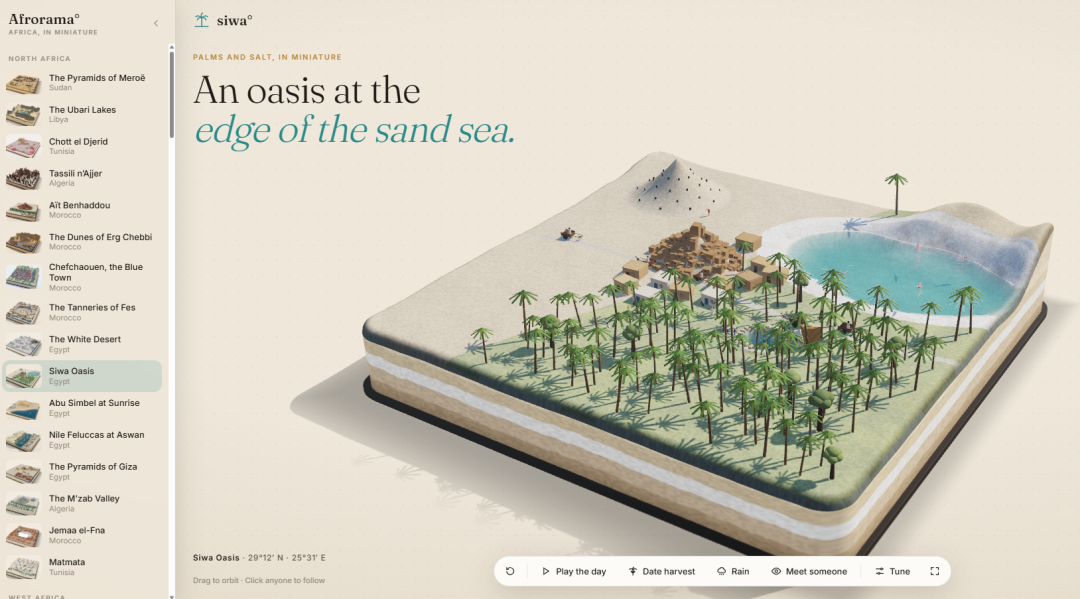 Afrorama°
AFRICA, IN MINIATURE
NORTH AFRICA
The Pyramids of Meroë
Sudan
The Ubari Lakes
Libya
Chott el Djerid
Tunisia
Tassili n'Ajjer
Algeria
Aït Benhaddou
Morocco
The Dunes of Erg Chebbi
Morocco
Chefchaouen, the Blue
Town
Morocco
The Tanneries of Fes
Morocco
The White Desert
Egypt
Siwa Oasis
Egypt
Abu Simbel at Sunrise
Egypt
Nile Feluccas at Aswan
Egypt
The Pyramids of Giza
Egypt
The M'zab Valley
Algeria
Jemaa el-Fna
Morocco
Matmata
Tunisia
WEST AFRICA
siwa°
PALMS AND SALT, IN MINIATURE
An oasis at the
edge of the sand sea.
Siwa Oasis · 29°12' N · 25°31' E
Drag to orbit · Click anyone to follow
Play the day
Date harvest
Rain
Meet someone
Tune